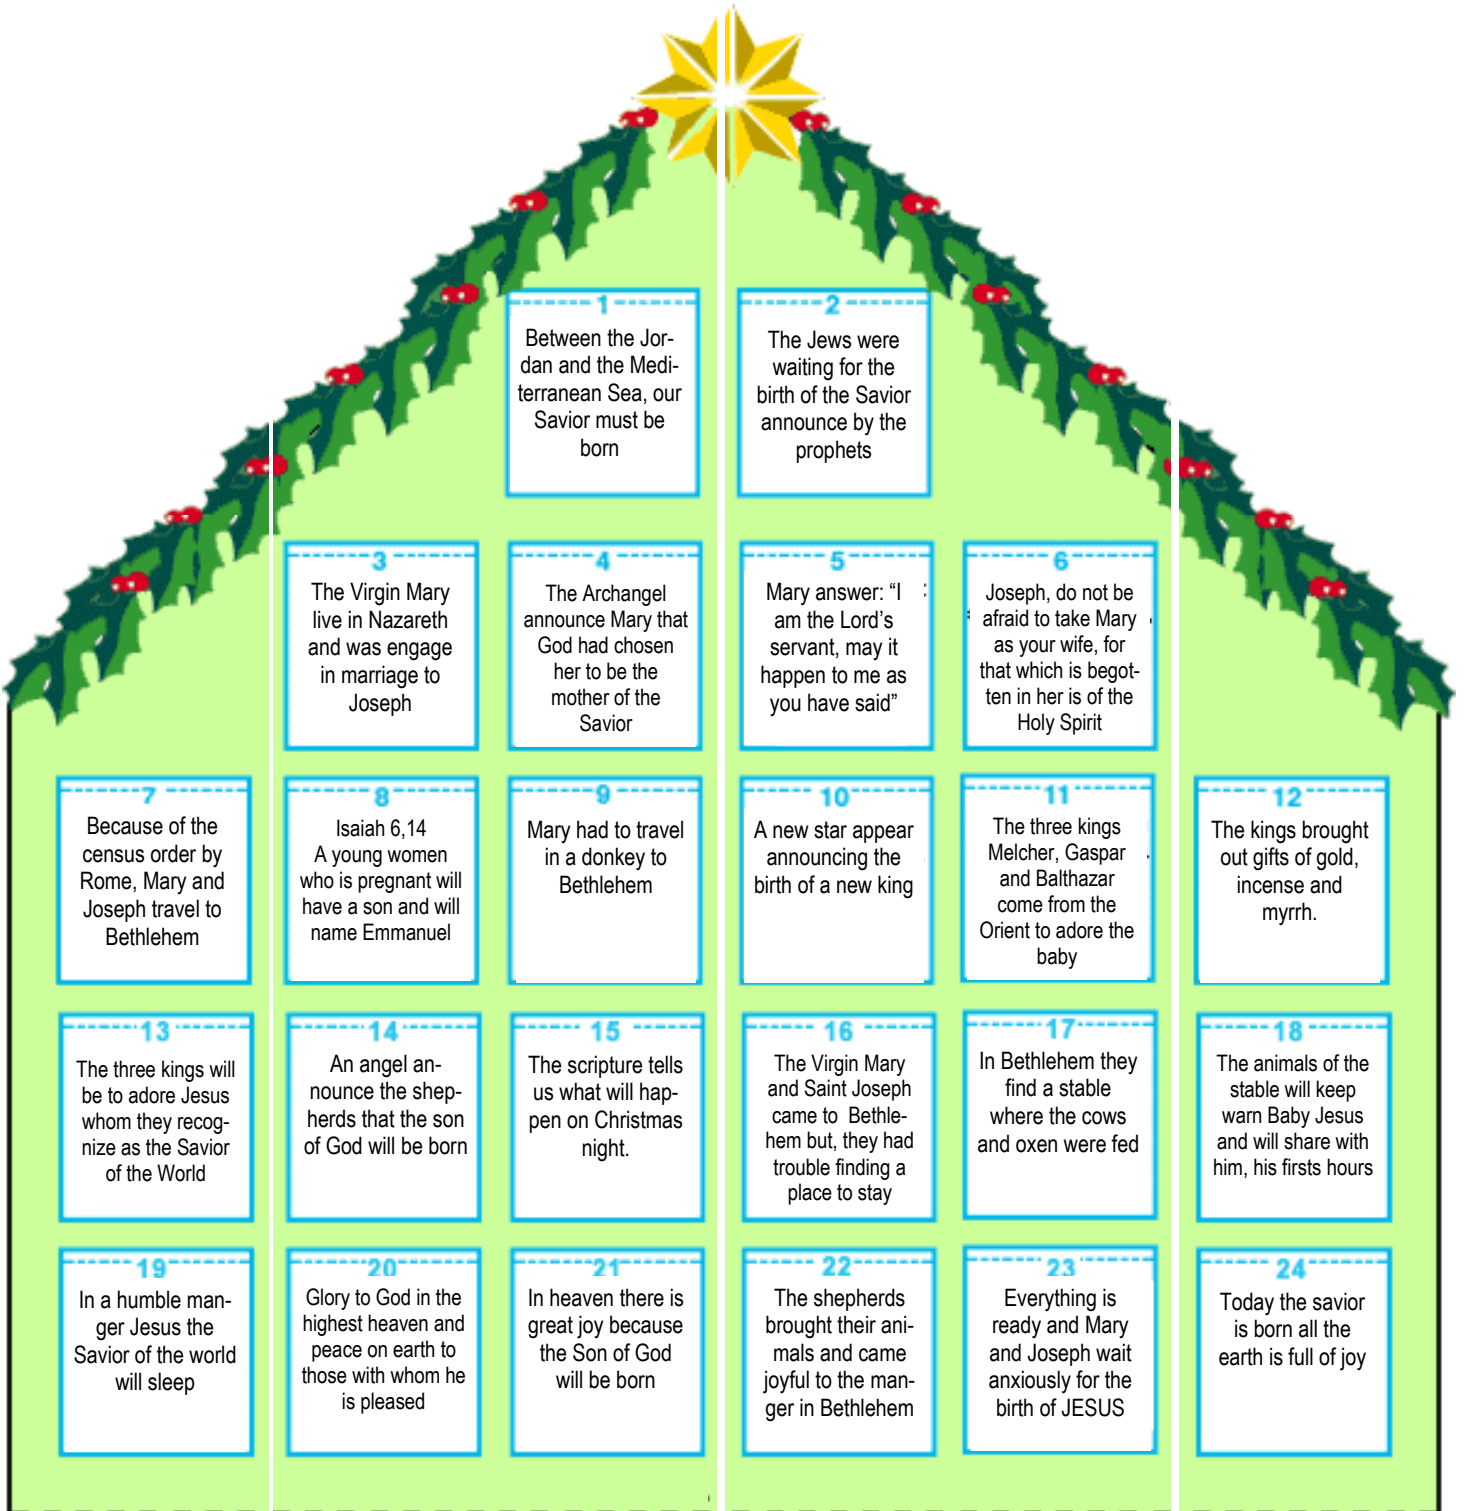 1
Between the Jor-
dan and the Medi-
terranean Sea, our
Savior must be
born
2
The Jews were
waiting for the
birth of the Savior
announce by the
prophets
3
The Virgin Mary
live in Nazareth
and was engage
in marriage to
Joseph
4
The Archangel
announce Mary that
God had chosen
her to be the
mother of the
Savior
5
Mary answer: “I
am the Lord’s
servant, may it
happen to me as
you have said”
6
Joseph, do not be
afraid to take Mary
as your wife, for
that which is begot-
ten in her is of the
Holy Spirit
7
Because of the
census order by
Rome, Mary and
Joseph travel to
Bethlehem
8
Isaiah 6,14
A young women
who is pregnant will
have a son and will
name Emmanuel
9
Mary had to travel
in a donkey to
Bethlehem
10
A new star appear
announcing the
birth of a new king
11
The three kings
Melcher, Gaspar
and Balthazar
come from the
Orient to adore the
baby
12
The kings brought
out gifts of gold,
incense and
myrrh.
13
The three kings will
be to adore Jesus
whom they recog-
nize as the Savior
of the World
14
An angel an-
nounce the shep-
herds that the son
of God will be born
15
The scripture tells
us what will hap-
pen on Christmas
night.
16
The Virgin Mary
and Saint Joseph
came to Bethle-
hem but, they had
trouble finding a
place to stay
17
In Bethlehem they
find a stable
where the cows
and oxen were fed
18
The animals of the
stable will keep
warn Baby Jesus
and will share with
him, his firsts hours
19
In a humble man-
ger Jesus the
Savior of the world
will sleep
20
Glory to God in the
highest heaven and
peace on earth to
those with whom he
is pleased
21
In heaven there is
great joy because
the Son of God
will be born
22
The shepherds
brought their ani-
mals and came
joyful to the man-
ger in Bethlehem
23
Everything is
ready and Mary
and Joseph wait
anxiously for the
birth of JESUS
24
Today the savior
is born all the
earth is full of joy